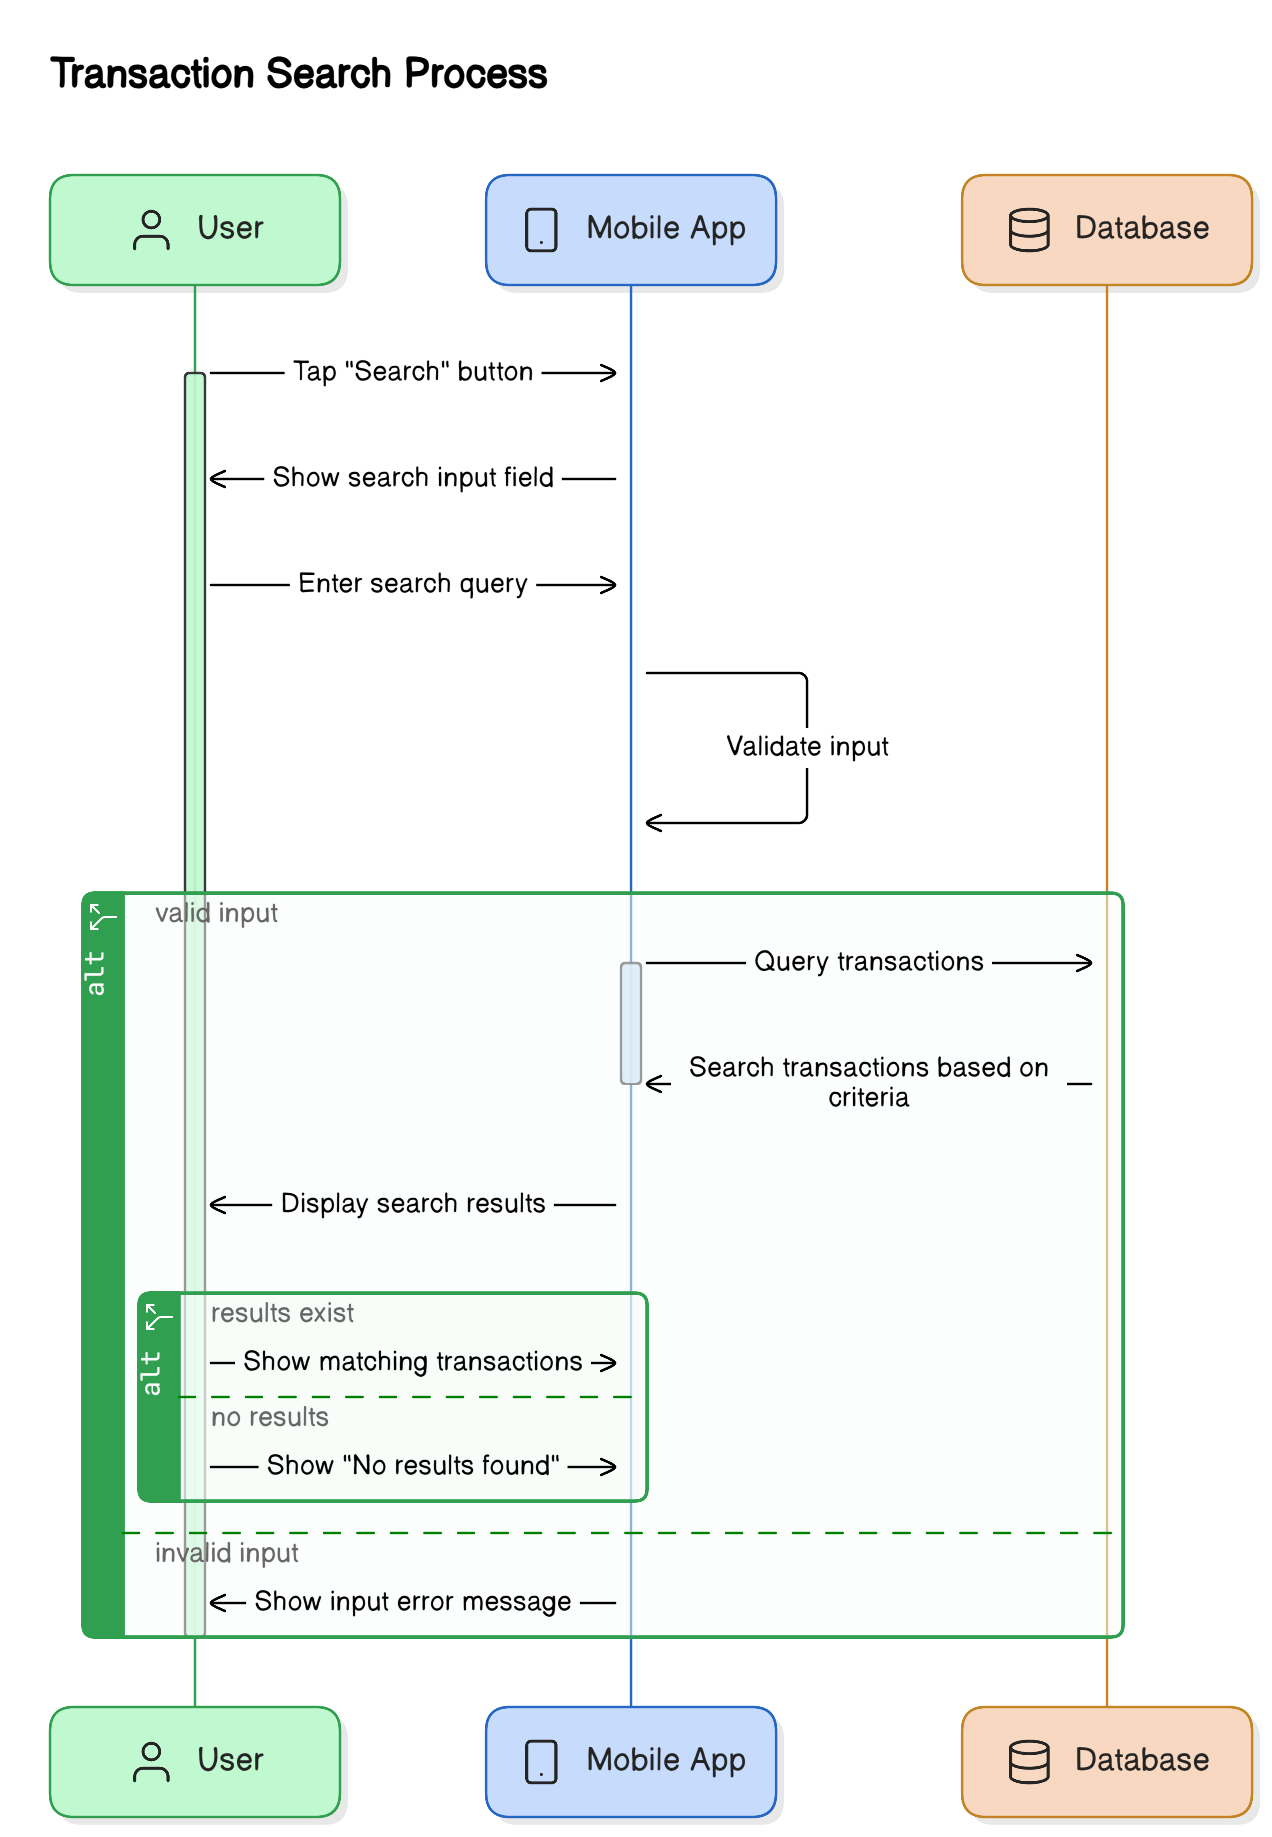 Transaction Search Process
User
Mobile App
Database
Tap "Search" button
Show search input field
Enter search query
Validate input
alt
valid input
Query transactions
Search transactions based on
criteria
Display search results
alt
results exist
Show matching transactions
no results
Show "No results found"
invalid input
Show input error message
User
Mobile App
Database